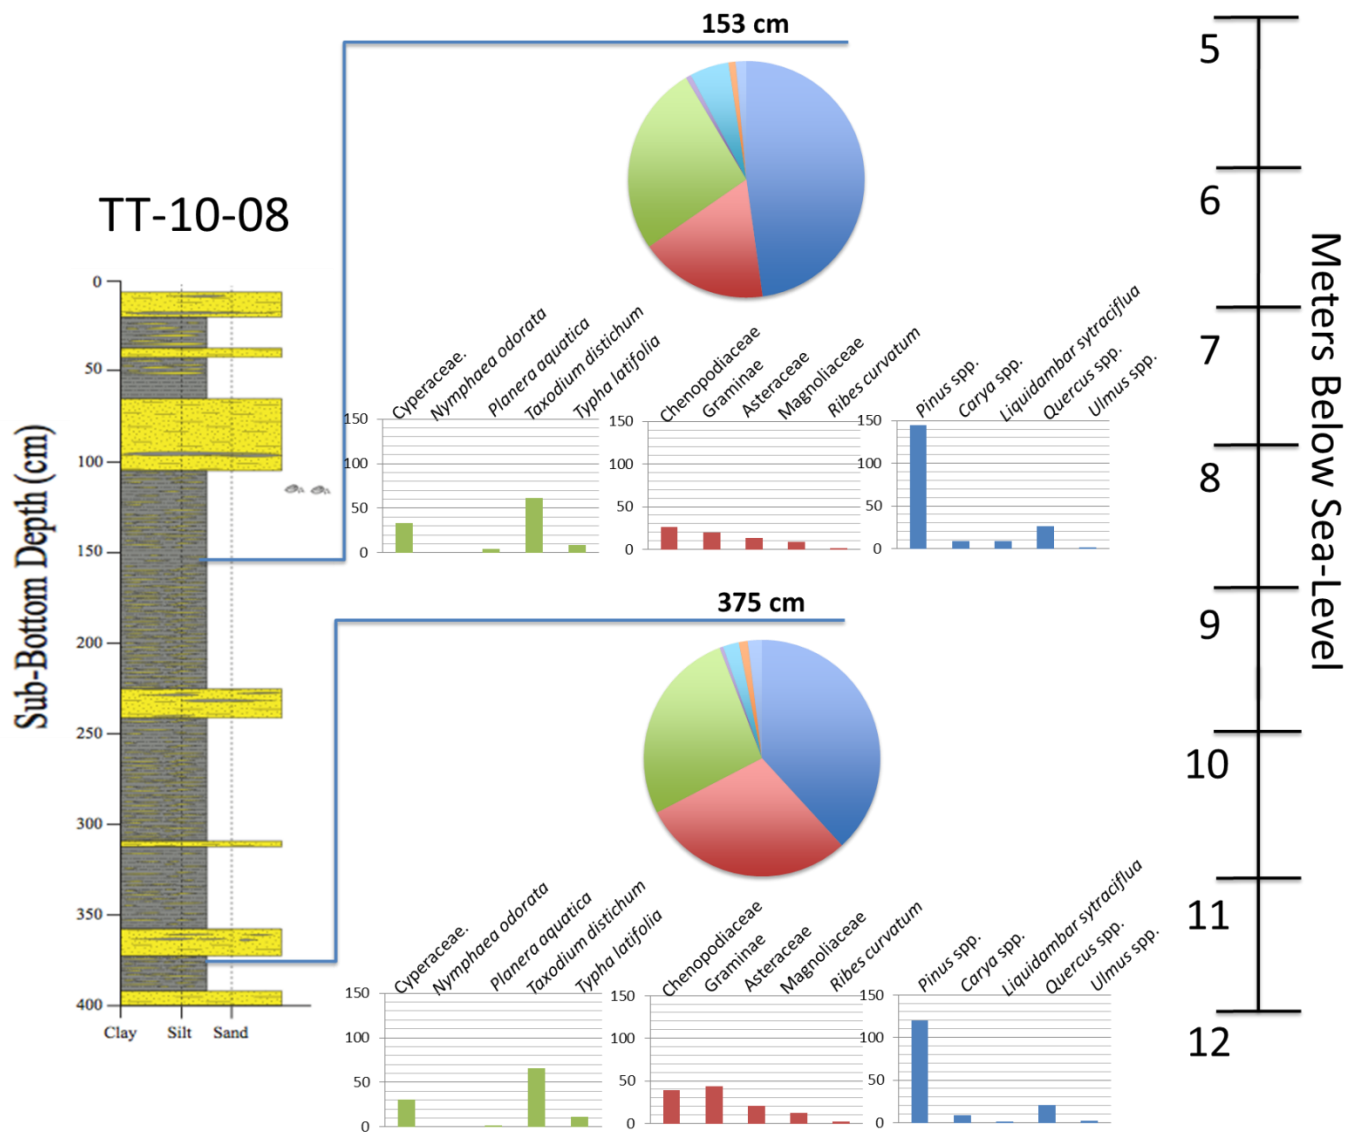 153 cm
TT-10-08
Sub-Bottom Depth (cm)
0
50
100
150
200
250
300
350
400
Clay Silt Sand
Cyperaceae.
Nymphaea odorata
Planera aquatica
Taxodium distichum
Typha latifolia
150
100
50
0
Chenopodiaceae
Graminae
Asteraceae
Magnoliaceae
Ribes curvatum
150
100
50
0
Pinus spp.
Carya spp.
Liquidambar sytraciflua
Quercus spp.
Ulmus spp.
150
100
50
0
375 cm
Cyperaceae.
Nymphaea odorata
Planera aquatica
Taxodium distichum
Typha latifolia
150
100
50
0
Chenopodiaceae
Graminae
Asteraceae
Magnoliaceae
Ribes curvatum
150
100
50
0
Pinus spp.
Carya spp.
Liquidambar sytraciflua
Quercus spp.
Ulmus spp.
150
100
50
0
5
6
7
8
9
10
11
12
Meters Below Sea-Level